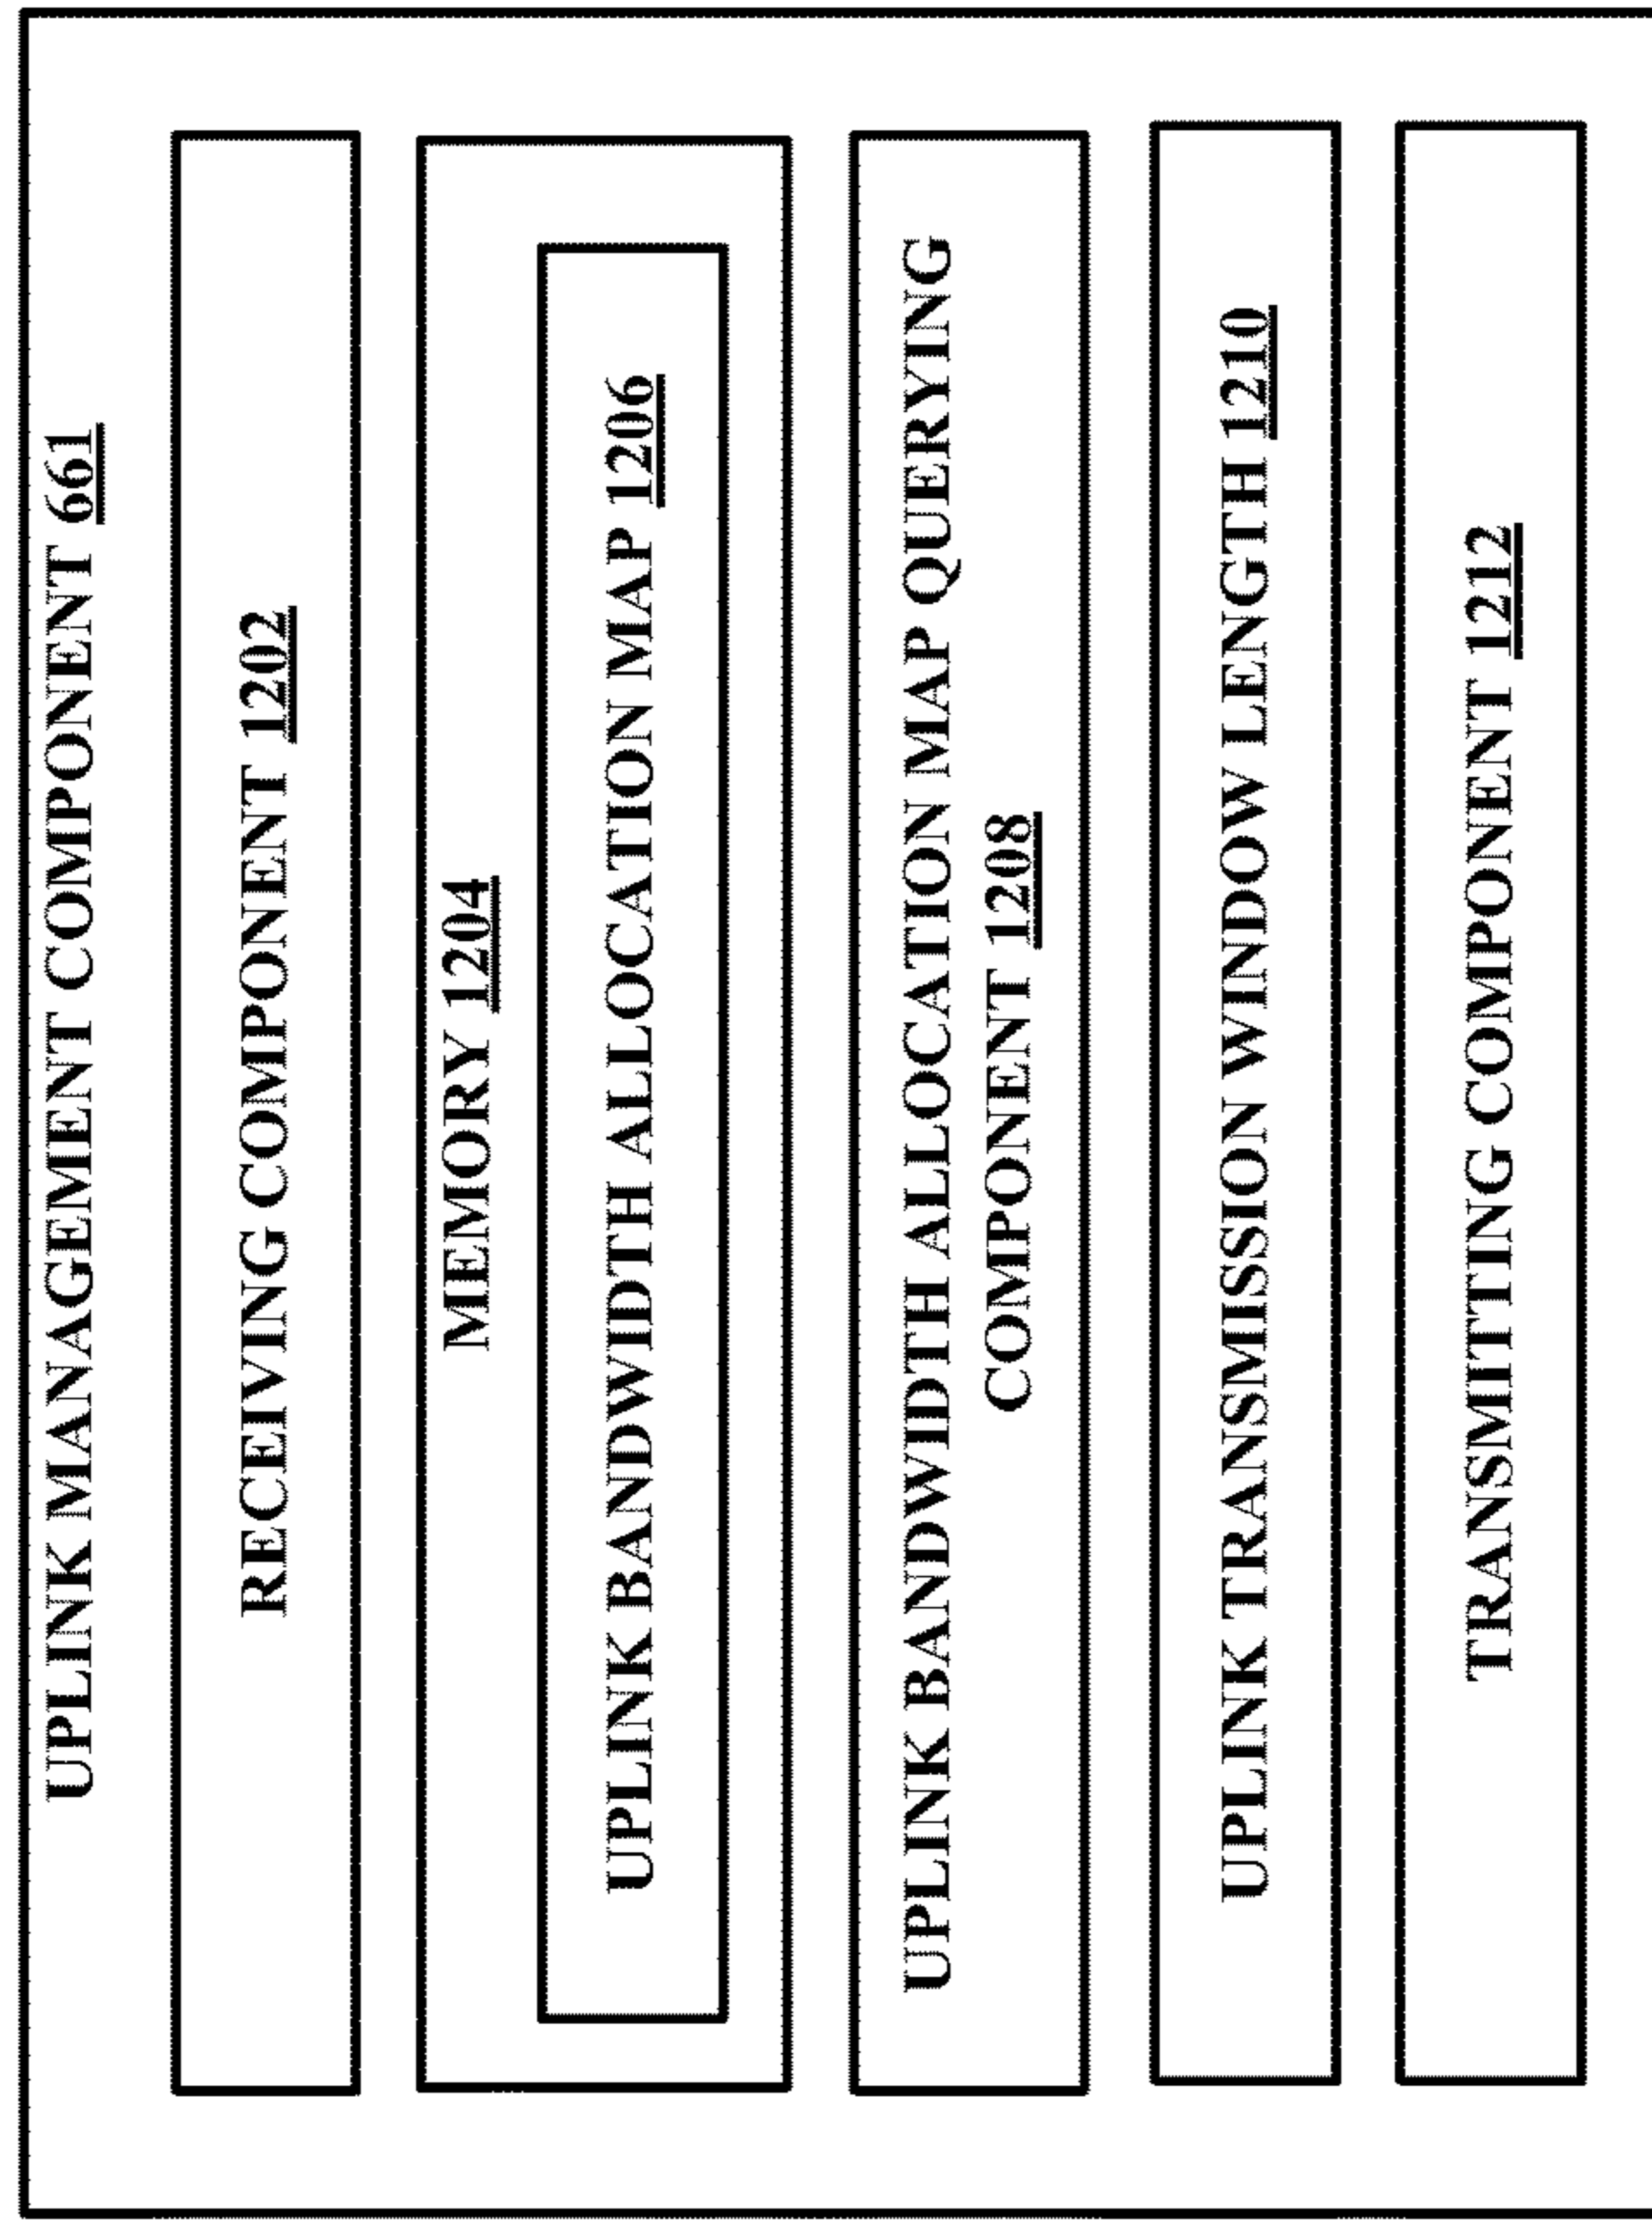 UPLINK MANAGEMENT COMPONENT 661
RECEIVING COMPONENT 1202
MEMORY 1204
UPLINK BANDWIDTH ALLOCATION MAP 1206
UPLINK BANDWIDTH ALLOCATION MAP QUERYING
COMPONENT 1208
UPLINK TRANSMISSION WINDOW LENGTH 1210
TRANSMITTING COMPONENT 1212